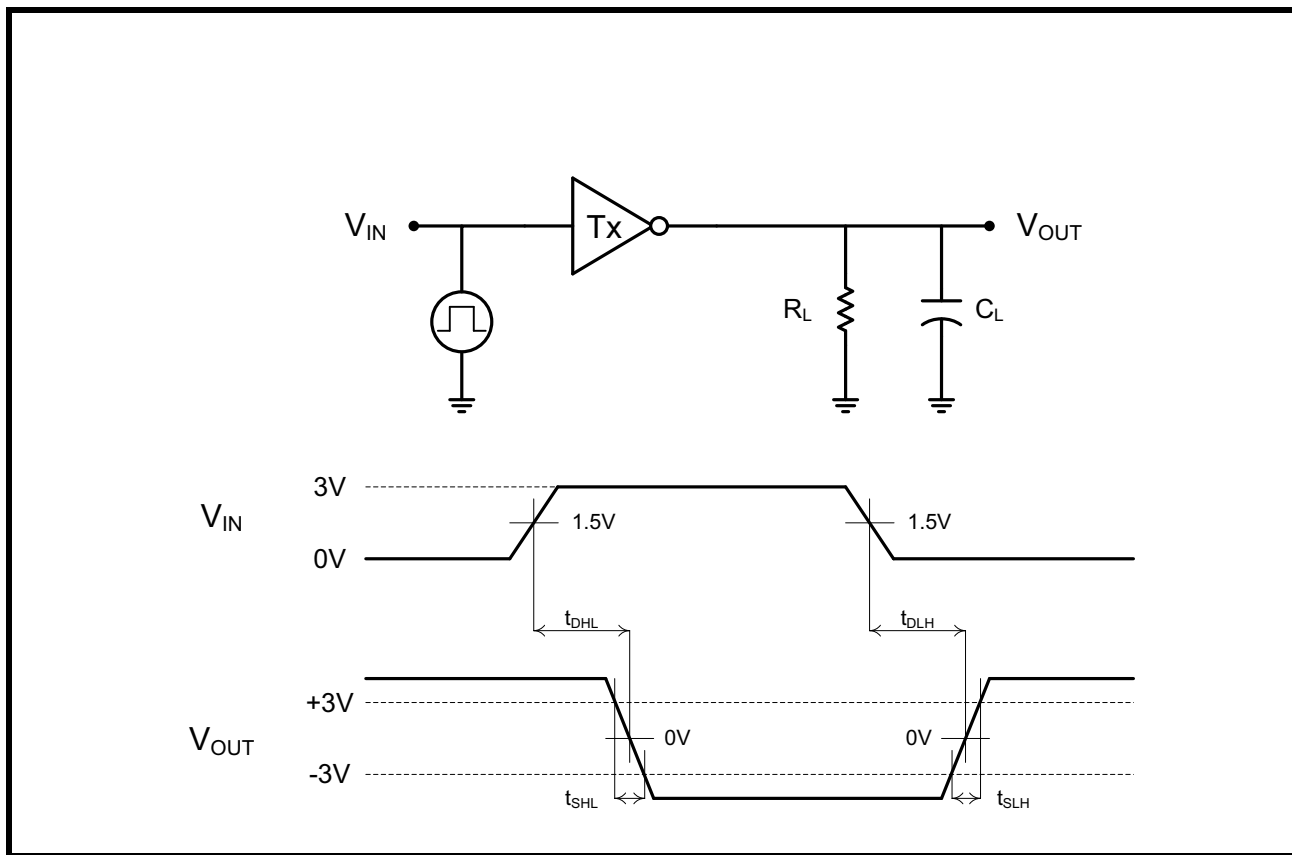 V_IN
Tx
V_OUT
R_L
C_L
3V
V_IN
1.5V
1.5V
0V
t_DHL
t_DLH
+3V
V_OUT
0V
0V
-3V
t_SHL
t_SLH